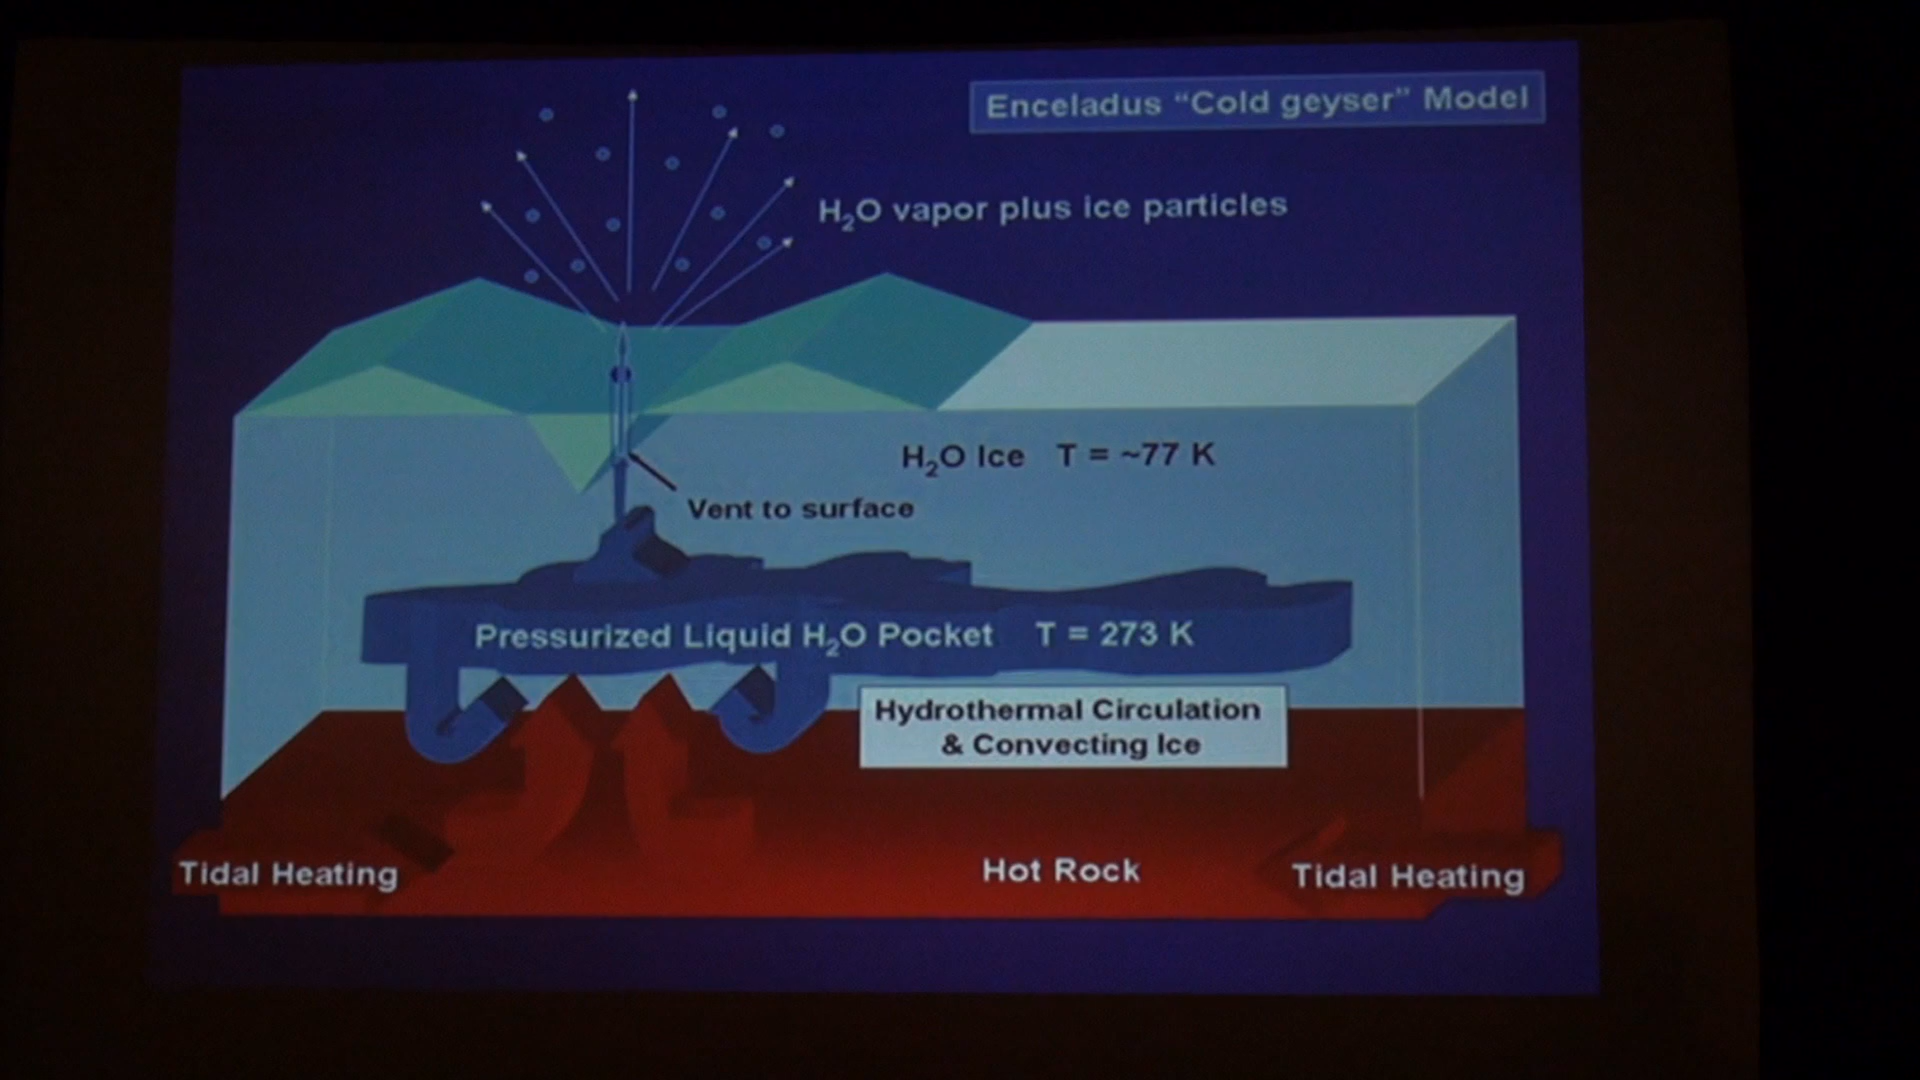 Enceladus “Cold geyser” Model
H₂O vapor plus ice particles
H₂O Ice T = ~77 K
Vent to surface
Pressurized Liquid H₂O Pocket T = 273 K
Hydrothermal Circulation
& Convecting Ice
Tidal Heating
Hot Rock
Tidal Heating